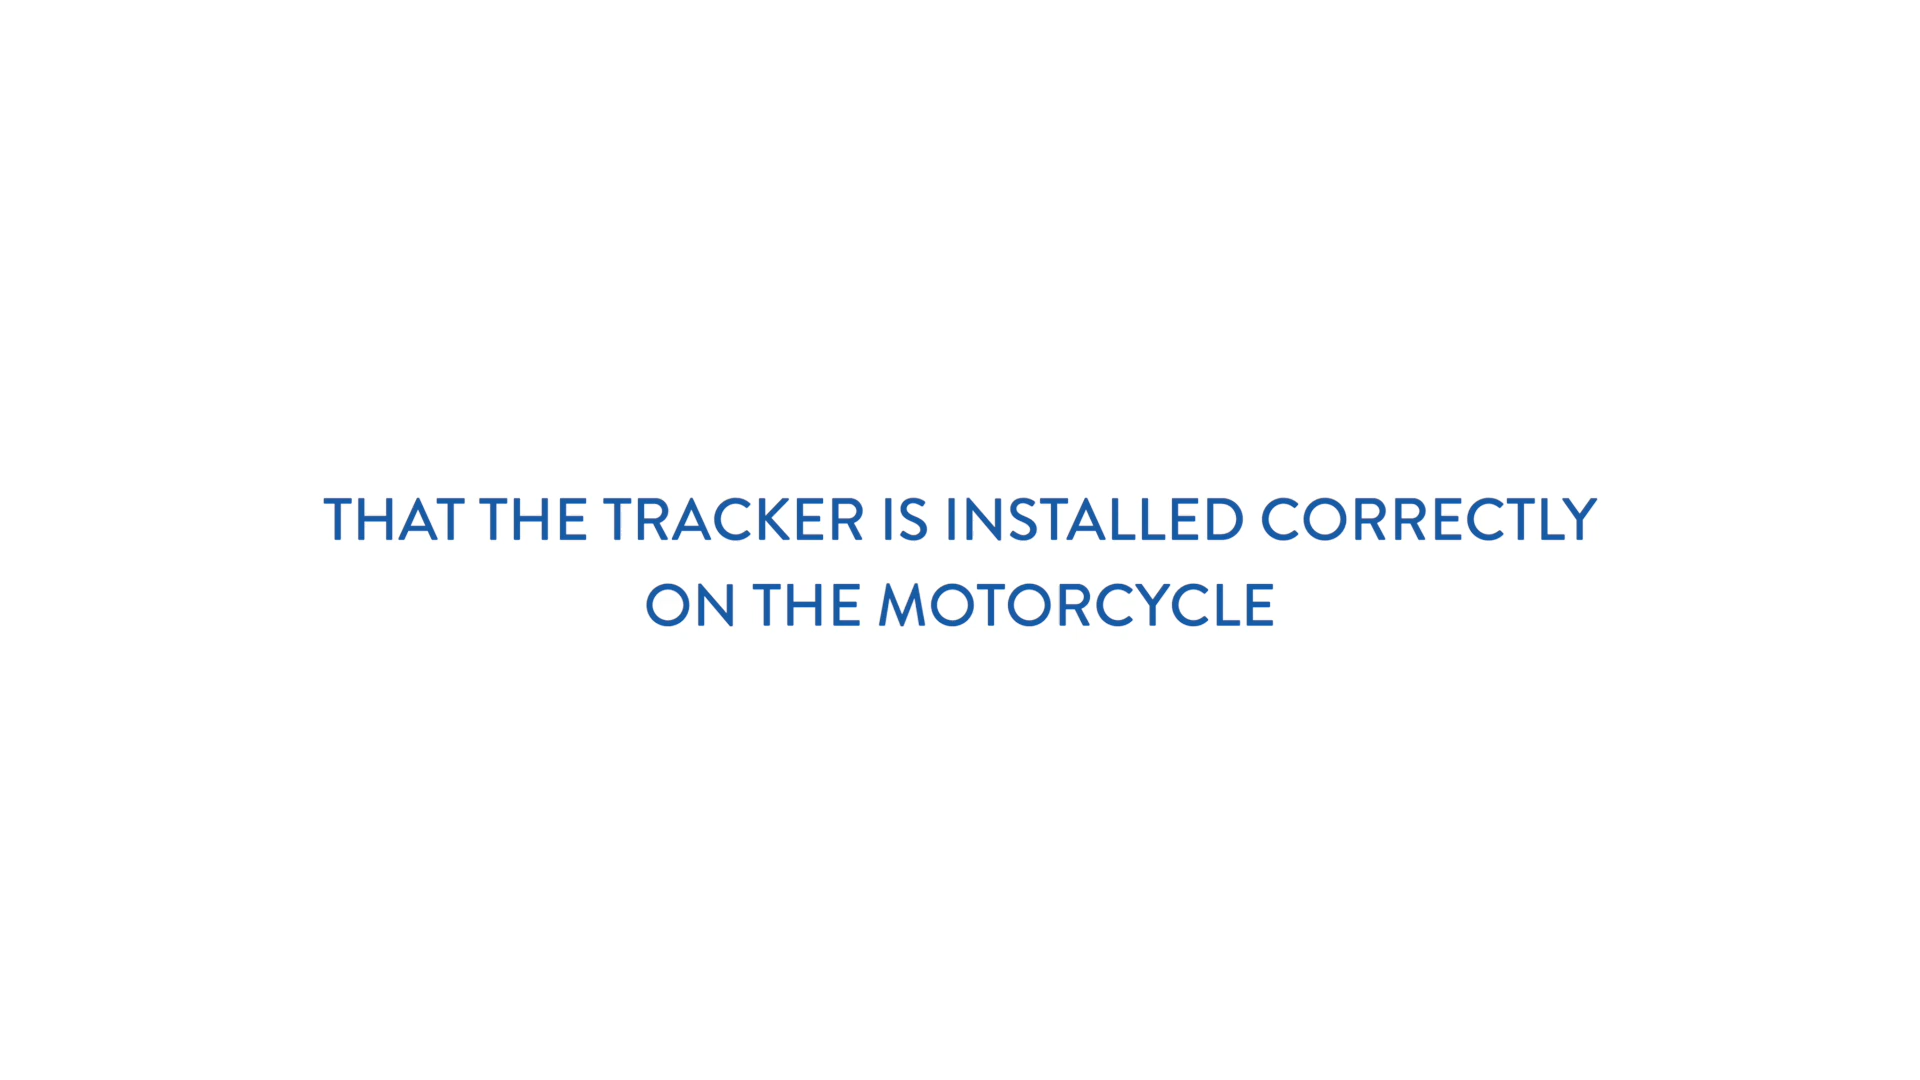 THAT THE TRACKER IS INSTALLED CORRECTLY
ON THE MOTORCYCLE